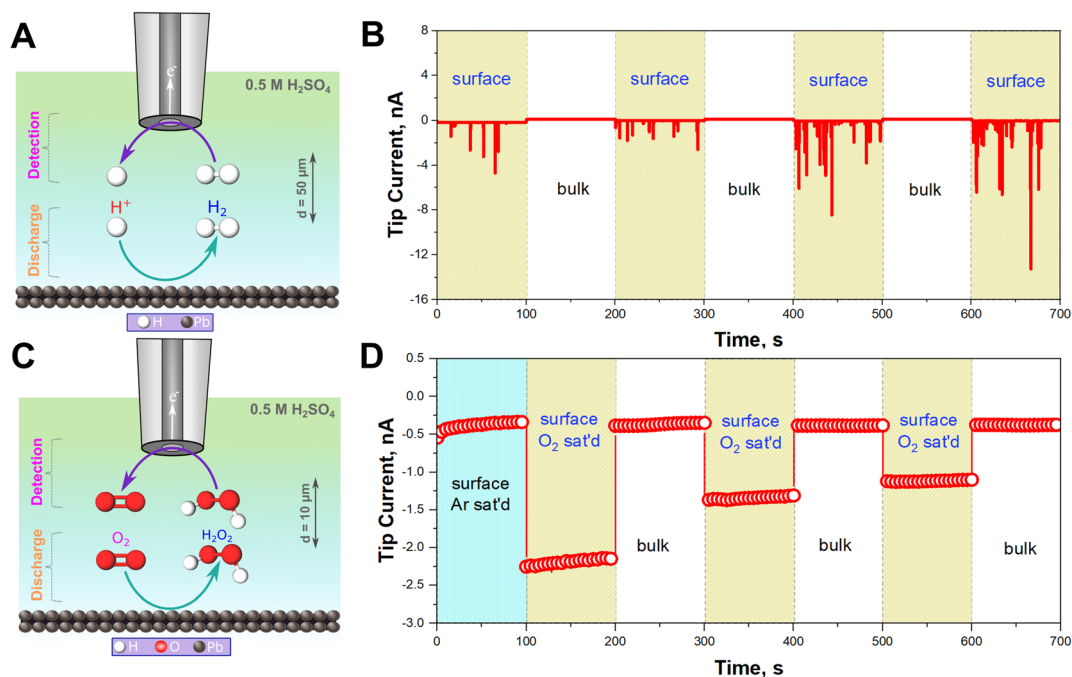 A
e⁻
0.5 M H₂SO₄
Detection
d = 50 µm
H⁺
H₂
Discharge
H Pb
B
8
4
0
-4
-8
-12
-16
Tip Current, nA
surface
surface
surface
surface
bulk
bulk
bulk
0 100 200 300 400 500 600 700
Time, s
C
e⁻
0.5 M H₂SO₄
Detection
d = 10 µm
O₂
H₂O₂
Discharge
H O Pb
D
0.5
0.0
-0.5
-1.0
-1.5
-2.0
-2.5
-3.0
Tip Current, nA
surface
Ar sat'd
surface
O₂ sat'd
bulk
surface
O₂ sat'd
bulk
surface
O₂ sat'd
bulk
0 100 200 300 400 500 600 700
Time, s